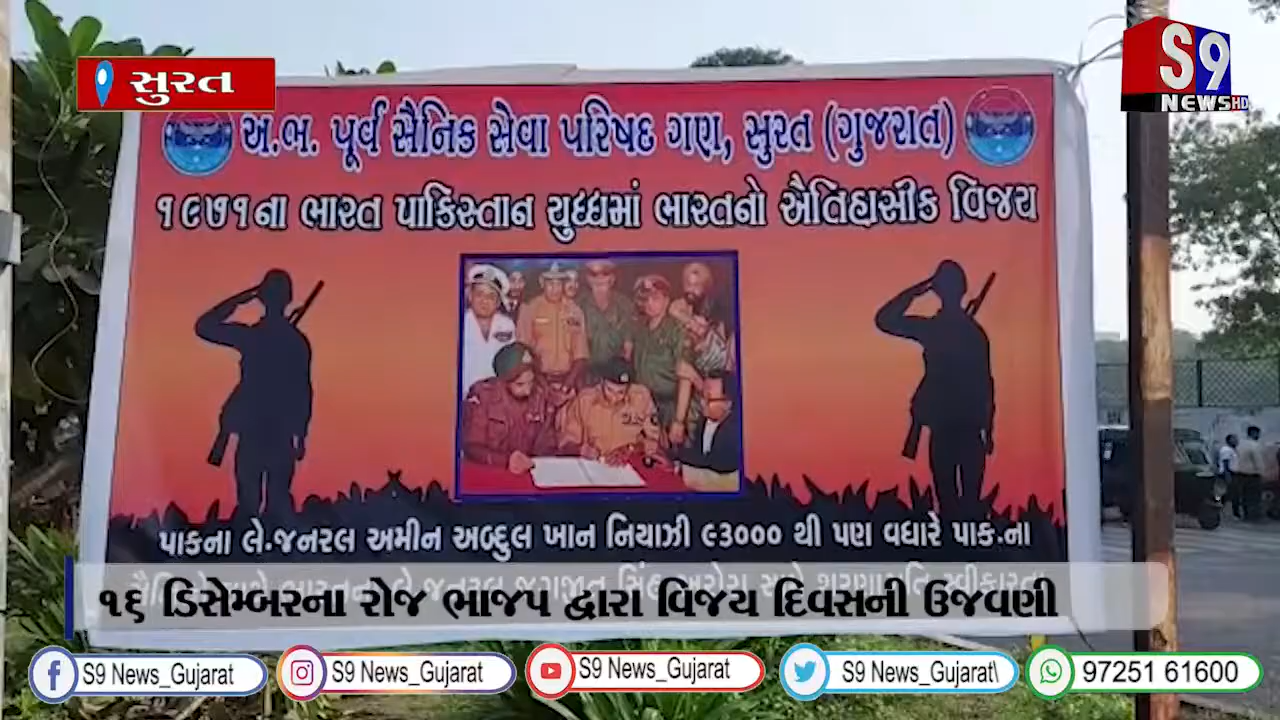 સુરત
S9
NEWS HD
અ.ભ. પૂર્વ સૈનિક સેવા પરિષદ ગણ, સુરત (ગુજરાત)
૧૯૭૧ના ભારત પાકિસ્તાન યુધ્ધમાં ભારતનો ઐતિહાસીક વિજય
પાકના લે.જનરલ અમીન અબ્દુલ ખાન નિયાઝી ૯૩૦૦૦ થી પણ વધારે પાક.ના
૧૬ ડિસેમ્બરના રોજ ભાજપ દ્વારા વિજય દિવસની ઉજવણી
S9 News_Gujarat
S9 News_Gujarat
S9 News_Gujarat
S9 News_Gujarat\
97251 61600